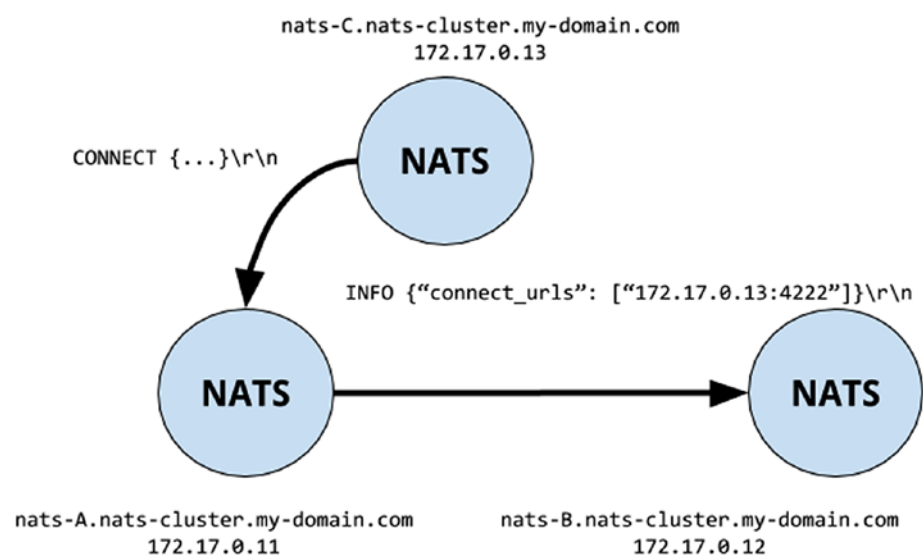 nats-C.nats-cluster.my-domain.com
172.17.0.13
NATS
CONNECT {...}\r\n
INFO {“connect_urls”: [“172.17.0.13:4222”]}\r\n
NATS
NATS
nats-A.nats-cluster.my-domain.com
172.17.0.11
nats-B.nats-cluster.my-domain.com
172.17.0.12